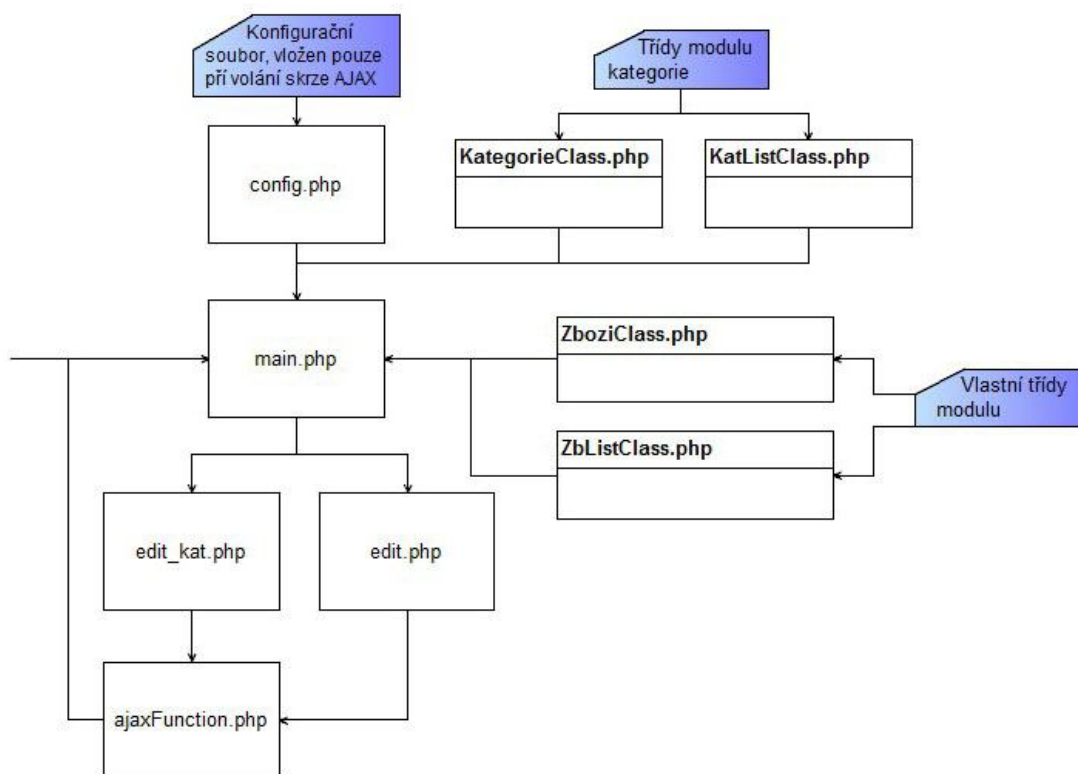 Konfigurační
soubor, vložen pouze
pří volání skrze AJAX
Třídy modulu
kategorie
config.php
KategorieClass.php
KatListClass.php
main.php
ZboziClass.php
Vlastní třídy
modulu
ZbListClass.php
edit_kat.php
edit.php
ajaxFunction.php